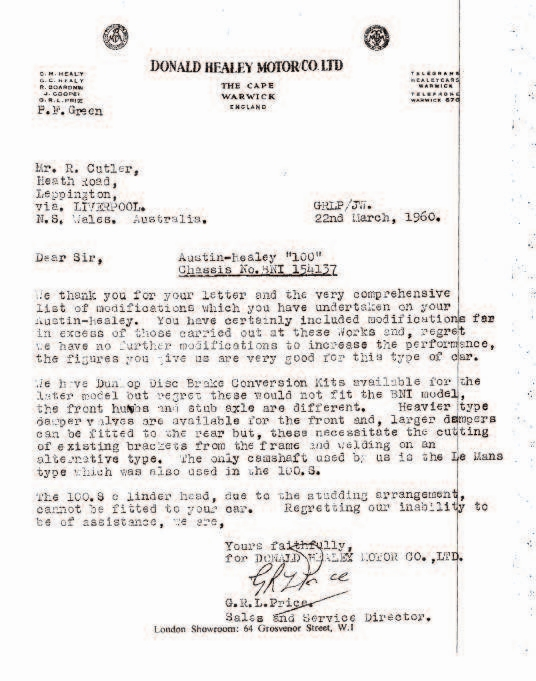 DONALD HEALEY MOTOR CO. LTD
THE CAPE
WARWICK
ENGLAND
D. M. HEALY
G. C. HEALY
R. BOARDMAN
J. COOPER
G. R. L. PRICE
P. F. Green
TELEGRAMS
HEALEYCARS
WARWICK
TELEPHONE
WARWICK 676
Mr. R. Cutler,
Heath Road,
Leppington,
via. LIVERPOOL.
N.S. Wales. Australia.
GRLP/JW.
22nd March, 1960.
Dear Sir,
Austin-healey "100"
Chassis No.BNI 154137
We thank you for your letter and the very comprehensive
list of modifications which you have undertaken on your
Austin-healey. You have certainly included modifications far
in excess of those carried out at these Works and, regret
we have no further modifications to increase the performance,
the figures you give us are very good for this type of car.
We have Dunlop Disc Brake Conversion Kits available for the
later model but regret these would not fit the BNI model,
the front hubbs and stub axle are different. Heavier type
damper valves are available for the front and, larger dampers
can be fitted to the rear but, these necessitate the cutting
of existing brackets from the frame and welding on an
alternative type. The only camshaft used by us is the Le Mans
type which was also used in the 100.S.
The 100.S c linder head, due to the studding arrangement,
cannot be fitted to your car. Regretting our inability to
be of assistance, we are,
Yours faithfully,
for DONALD HEALEY MOTOR CO.,LTD.
GRL Price
G.R.L.Price.
Sales and Service Director.
London Showroom: 64 Grosvenor Street, W.1